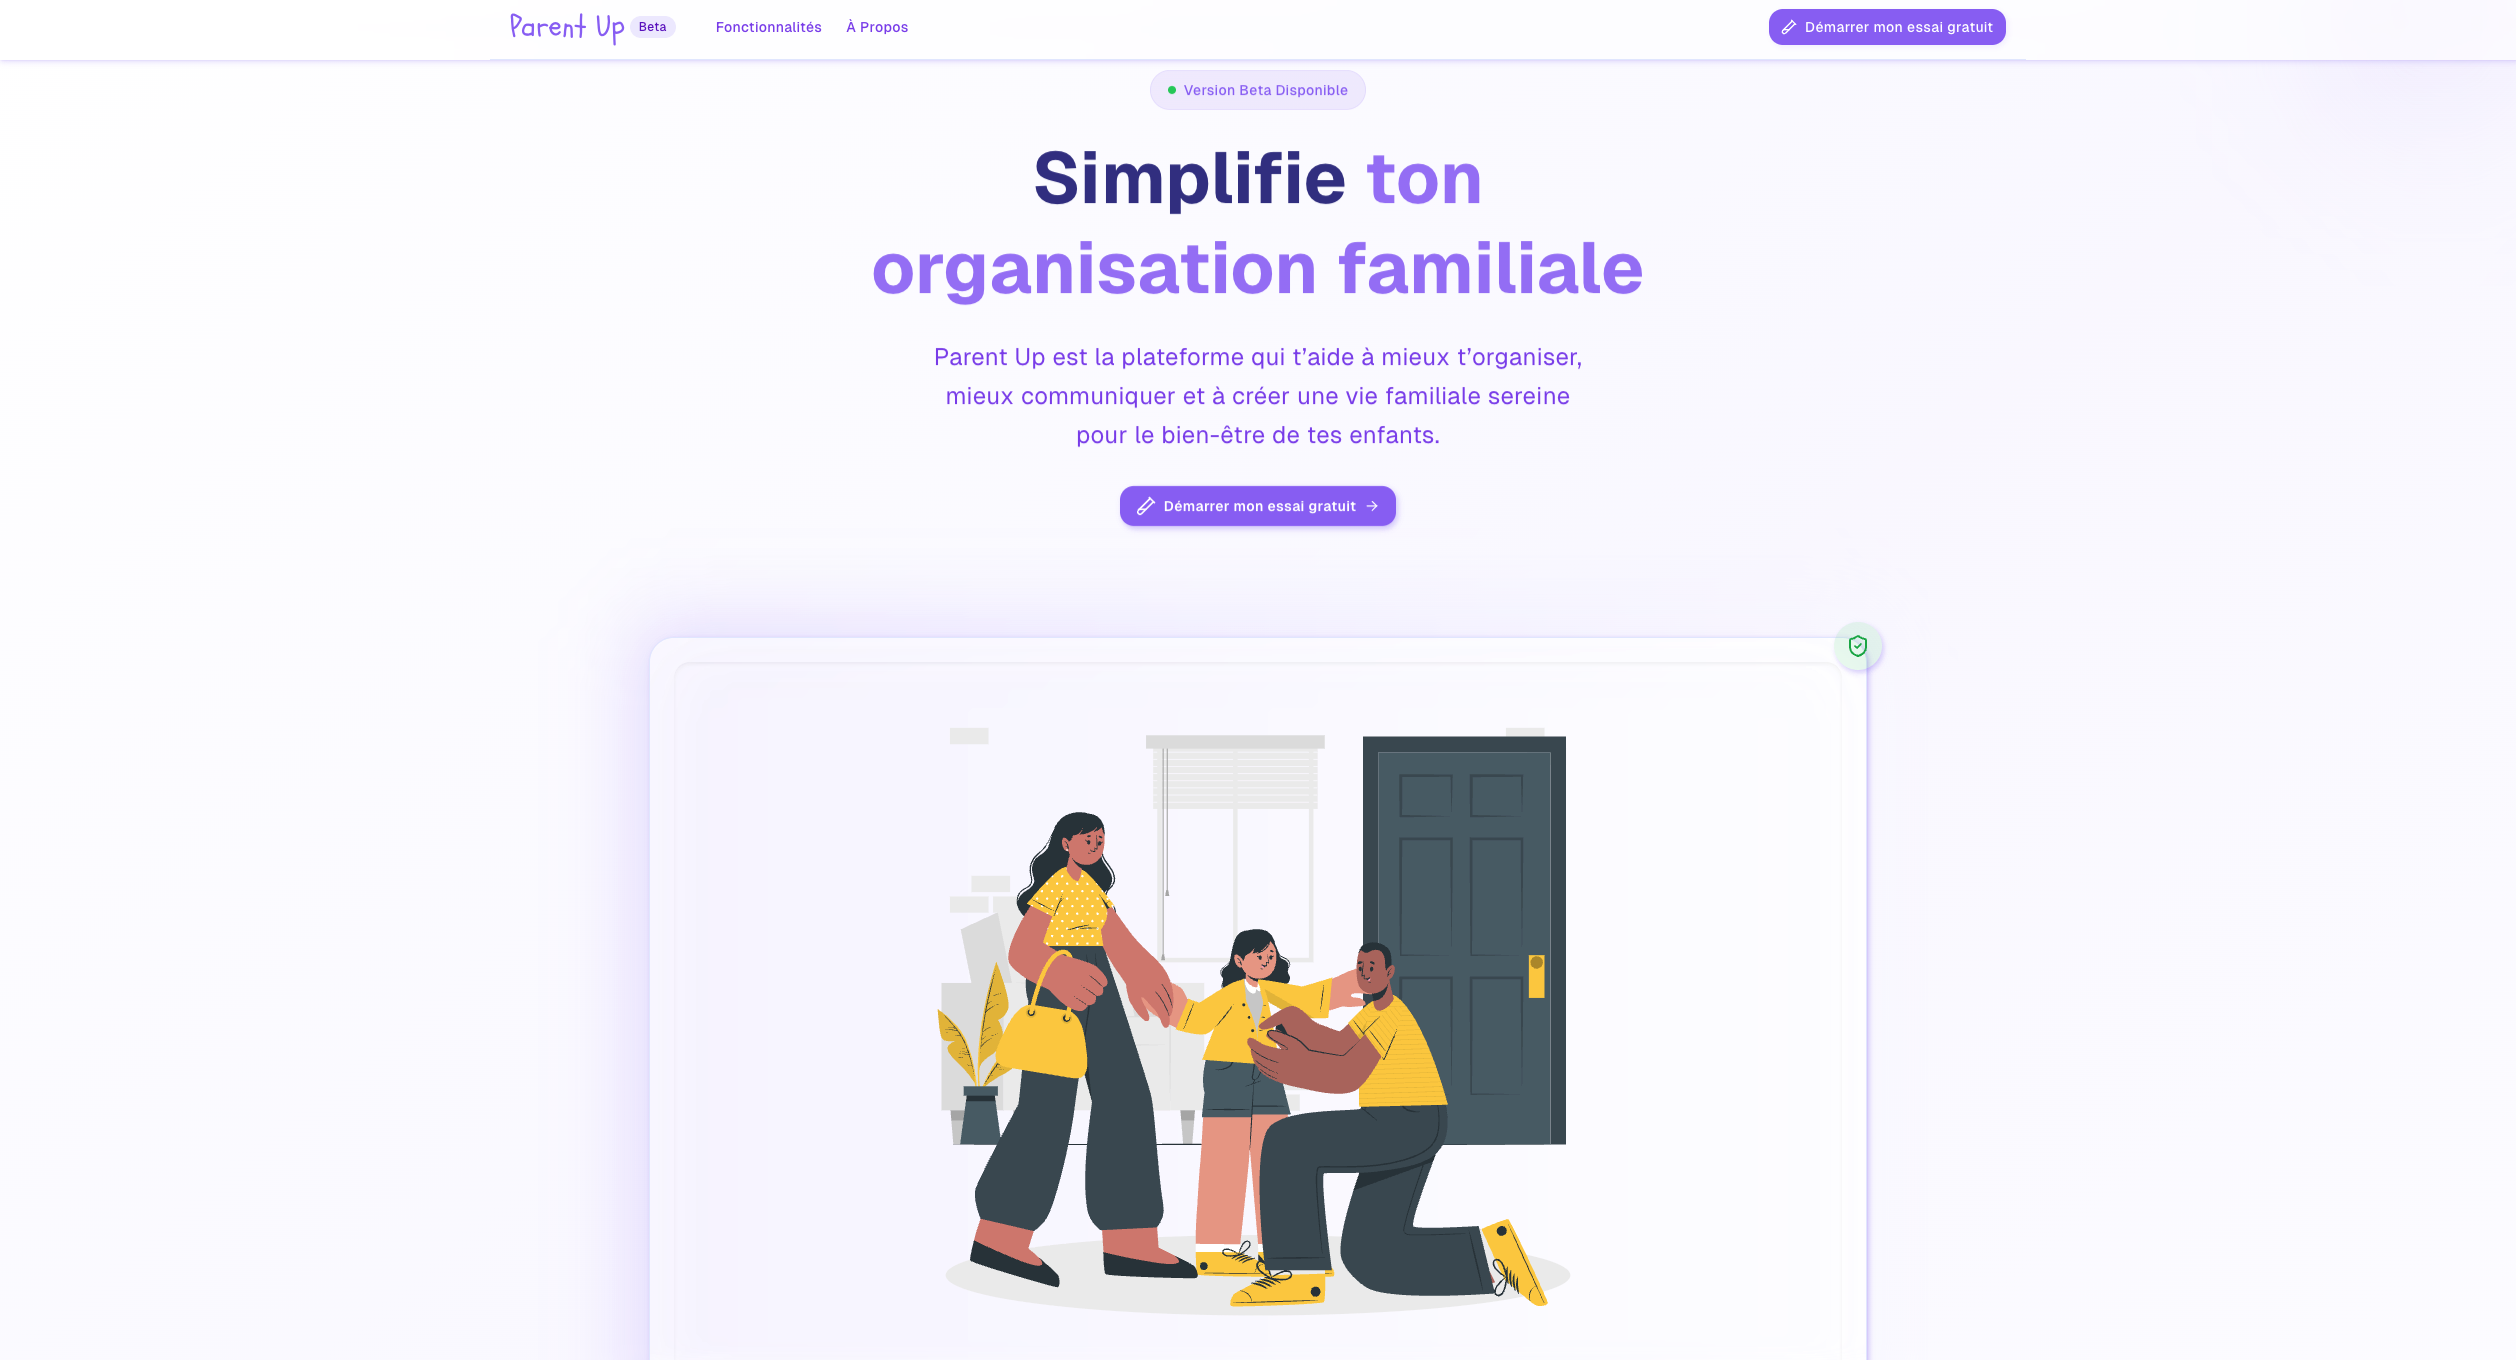 Parent Up Beta Fonctionnalités À Propos Démarrer mon essai gratuit
Version Beta Disponible
Simplifie ton
organisation familiale
Parent Up est la plateforme qui t’aide à mieux t’organiser,
mieux communiquer et à créer une vie familiale sereine
pour le bien-être de tes enfants.
Démarrer mon essai gratuit →